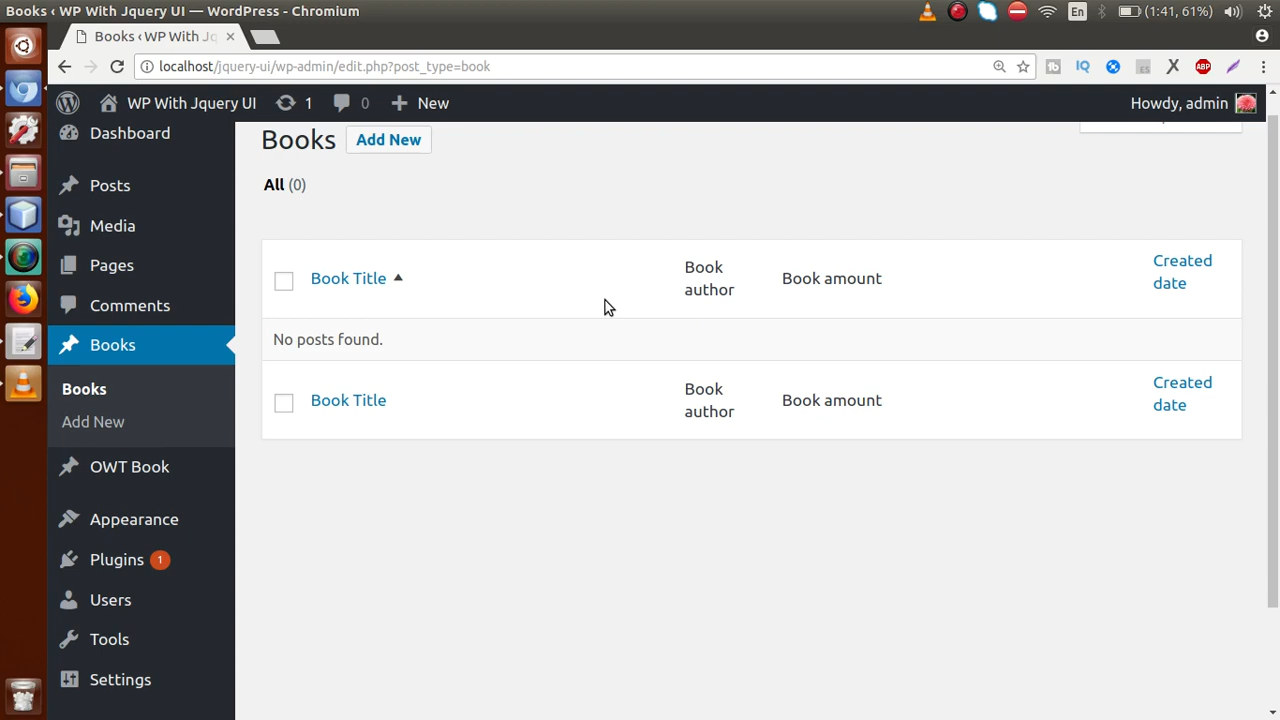 Books ‹ WP With Jquery UI — WordPress - Chromium
En
(1:41, 61%)
Books ‹ WP With Jq
localhost/jquery-ui/wp-admin/edit.php?post_type=book
IQ
ABP
WP With Jquery UI
1
0
New
Howdy, admin
Dashboard
Posts
Media
Pages
Comments
Books
Books
Add New
OWT Book
Appearance
Plugins 1
Users
Tools
Settings
Books
Add New
All (0)
Book Title
Book
author
Book amount
Created
date
No posts found.
Book Title
Book
author
Book amount
Created
date